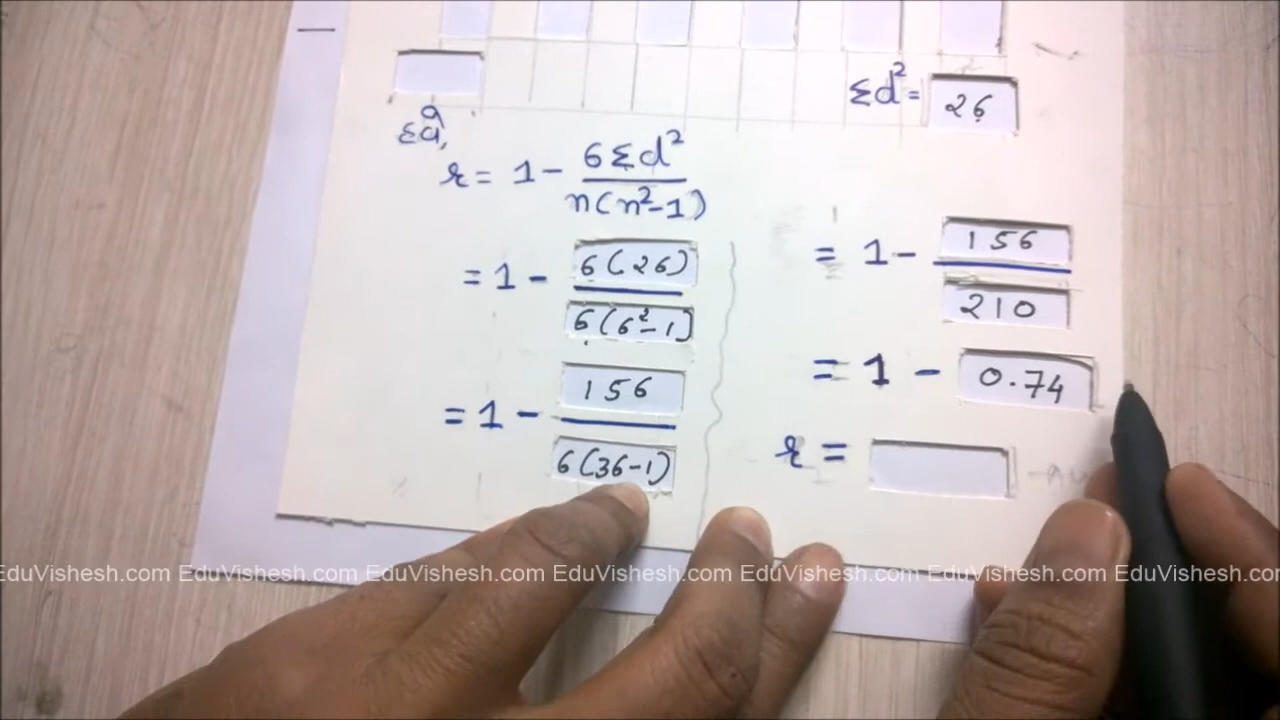 Σd² = 26
Σd,
r = 1 - 6Σd² / n(n²-1)
= 1 - 6(26) / 6(6²-1)
= 1 - 156 / 6(36-1)
= 1 - 156 / 210
= 1 - 0.74
r =
EduVishesh.com EduVishesh.com EduVishesh.com EduVishesh.com EduVishesh.com EduVishesh.com EduVishesh.com